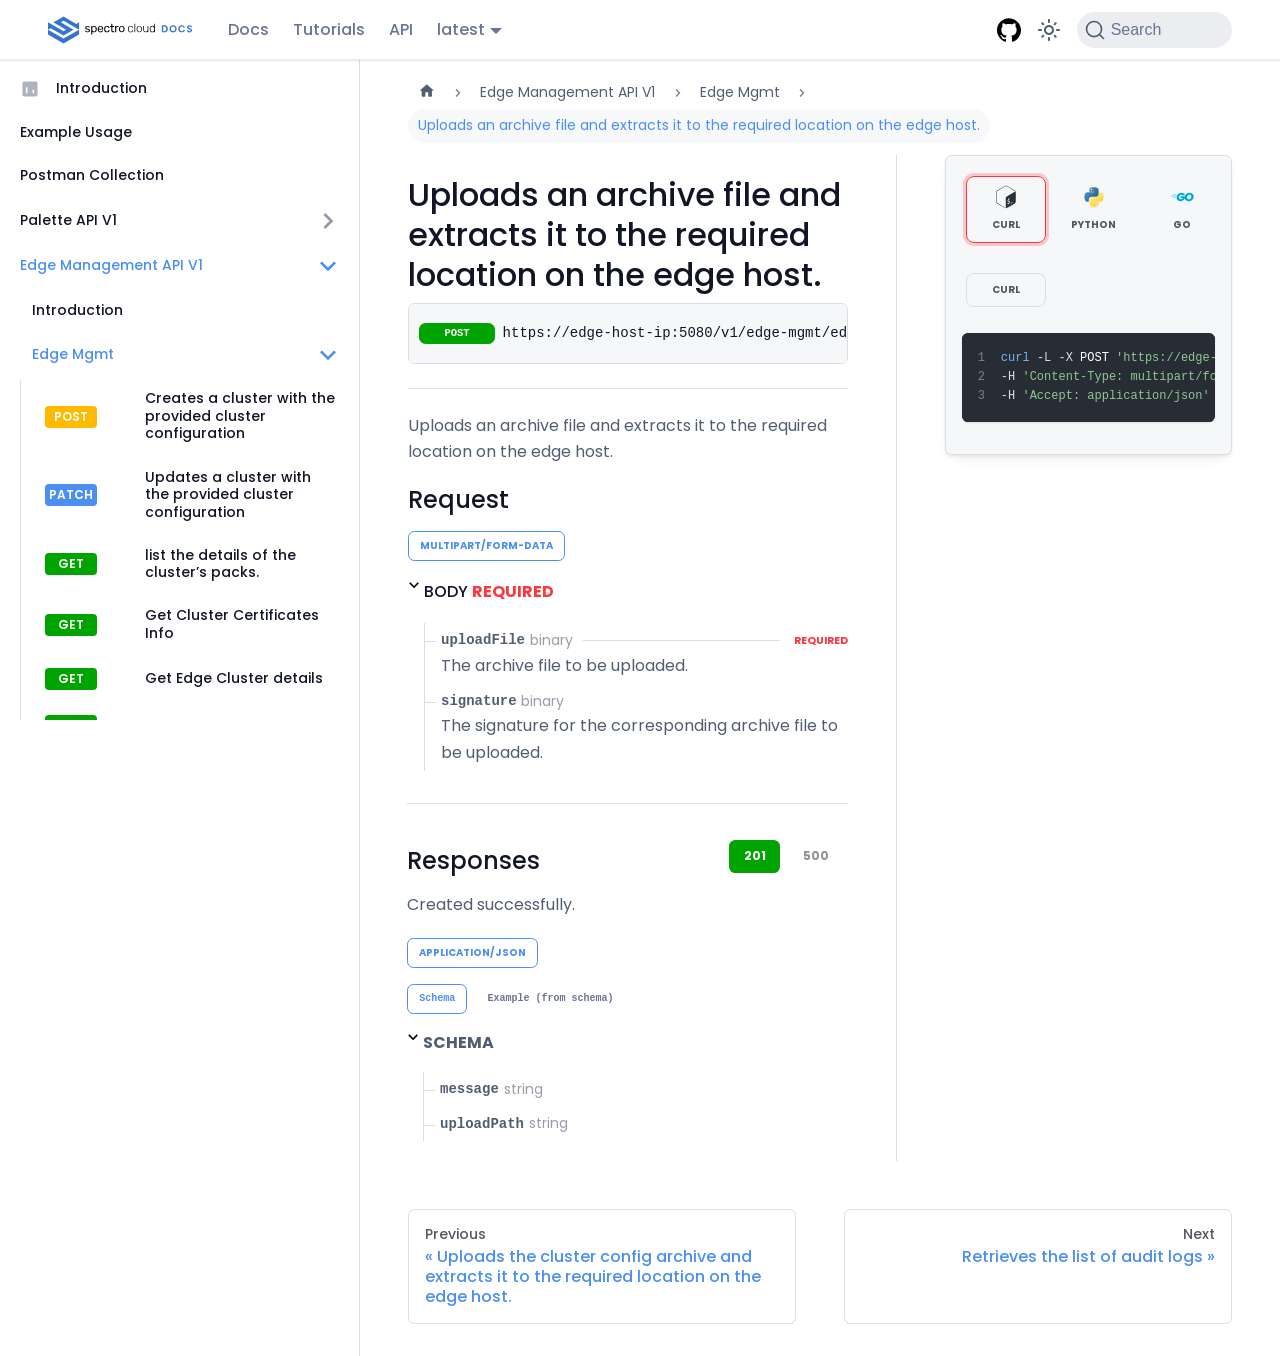 spectro cloud DOCS
Docs
Tutorials
API
latest
Search
Introduction
Example Usage
Postman Collection
Palette API V1
Edge Management API V1
Introduction
Edge Mgmt
POST
Creates a cluster with the
provided cluster
configuration
PATCH
Updates a cluster with
the provided cluster
configuration
GET
list the details of the
cluster’s packs.
GET
Get Cluster Certificates
Info
GET
Get Edge Cluster details
Edge Management API V1
Edge Mgmt
Uploads an archive file and extracts it to the required location on the edge host.
Uploads an archive file and
extracts it to the required
location on the edge host.
POST
https://edge-host-ip:5080/v1/edge-mgmt/ed
Uploads an archive file and extracts it to the required
location on the edge host.
Request
MULTIPART/FORM-DATA
BODY REQUIRED
uploadFile binary
REQUIRED
The archive file to be uploaded.
signature binary
The signature for the corresponding archive file to
be uploaded.
Responses
201
500
Created successfully.
APPLICATION/JSON
Schema
Example (from schema)
SCHEMA
message string
uploadPath string
CURL
PYTHON
GO
CURL
1 curl -L -X POST 'https://edge-
2 -H 'Content-Type: multipart/fo
3 -H 'Accept: application/json'
Previous
« Uploads the cluster config archive and
extracts it to the required location on the
edge host.
Next
Retrieves the list of audit logs »